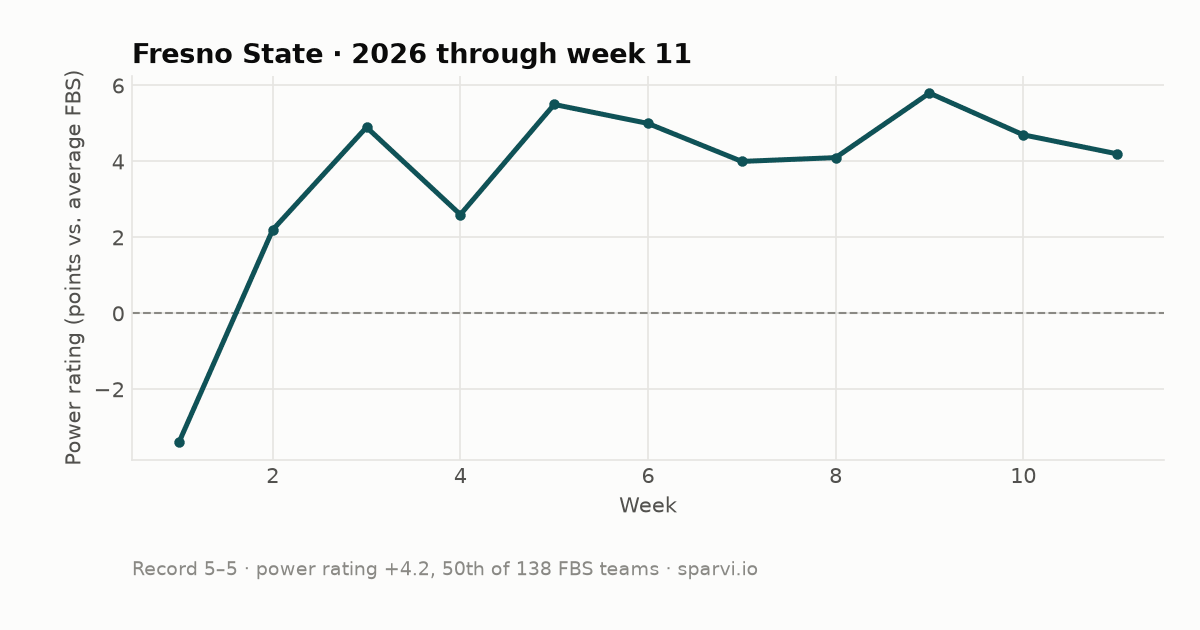 Fresno State · 2026 through week 11
Power rating (points vs. average FBS)
6
4
2
0
−2
2 4 6 8 10
Week
Record 5–5 · power rating +4.2, 50th of 138 FBS teams · sparvi.io